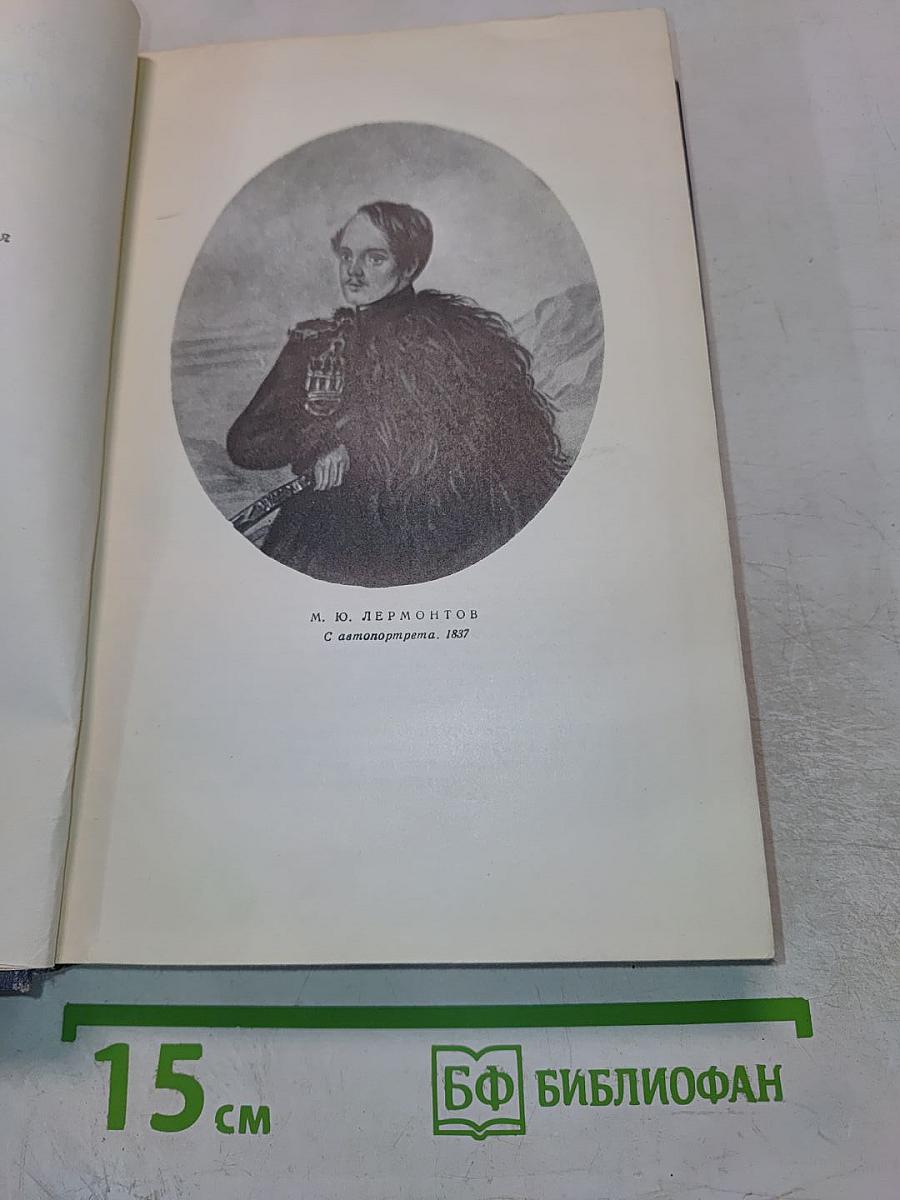 я
М. Ю. ЛЕРМОНТОВ
С автопортрета. 1837
15 см
БФ БИБЛИОФАН